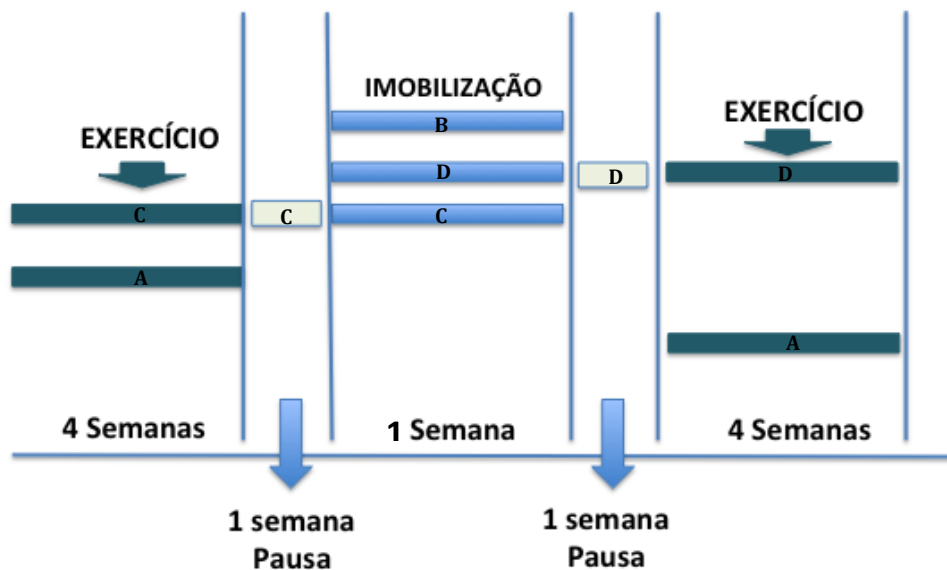 IMOBILIZAÇÃO
EXERCÍCIO
B
EXERCÍCIO
D
D
D
C
C
C
A
A
4 Semanas
1 Semana
4 Semanas
1 semana
Pausa
1 semana
Pausa